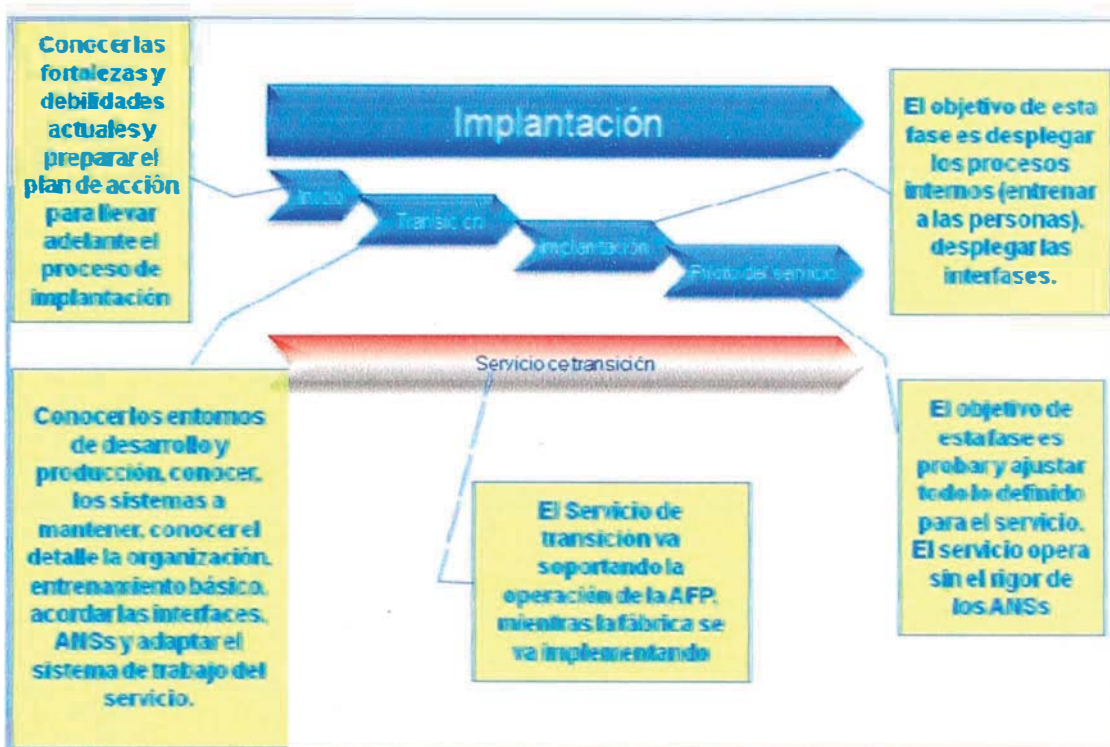 Conocer las
fortalezas y
debilidades
actuales y
preparar el
plan de acción
para llevar
adelante el
proceso de
implantación
Implantación
Inicio
Transición
Implantación
Piloto del servicio
El objetivo de esta
fase es desplegar
los procesos
internos (entrenar
a las personas),
desplegar las
interfases.
Servicio de transición
Conocer los entornos
de desarrollo y
producción, conocer,
los sistemas a
mantener, conocer el
detalle la organización,
entrenamiento básico,
acordar las interfaces,
ANSs y adaptar el
sistema de trabajo del
servicio.
El Servicio de
transición va
soportando la
operación de la AFP,
mientras la fábrica se
va implementando
El objetivo de
esta fase es
probar y ajustar
todo lo definido
para el servicio.
El servicio opera
sin el rigor de
los ANSs